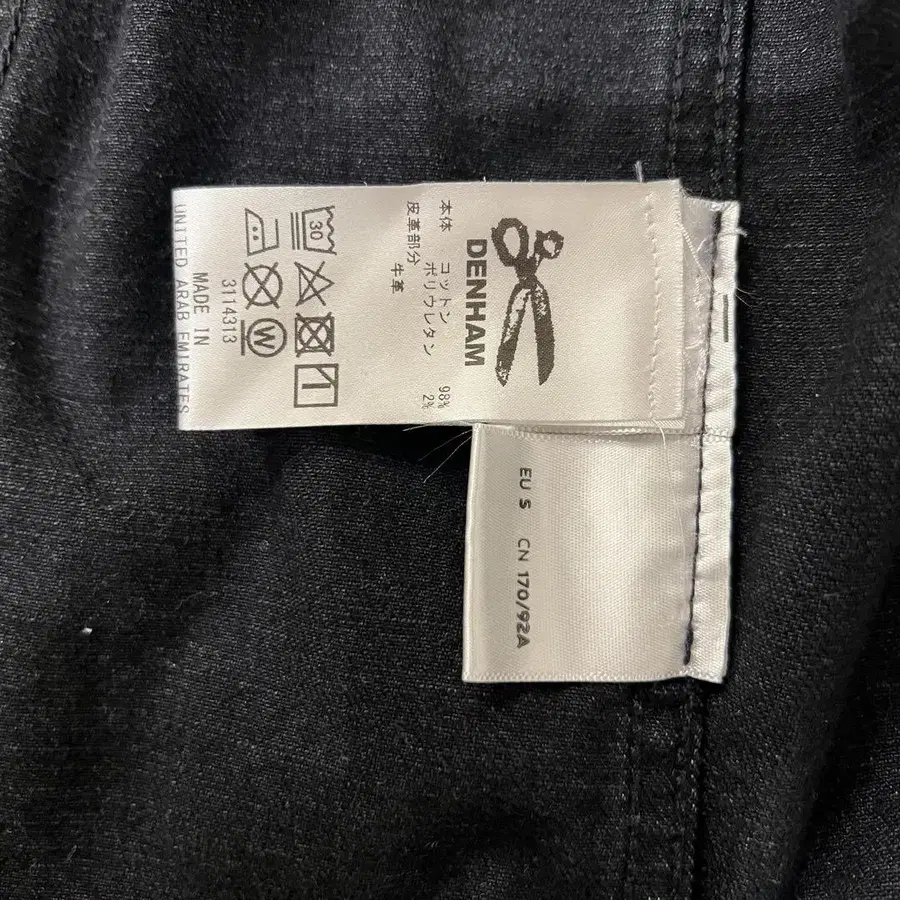 DENHAM
本体 コットン 98%
ポリウレタン 2%
皮革部分
牛革
30
W
3114313
MADE IN
UNITED ARAB EMIRATES
EU S CN 170/92A